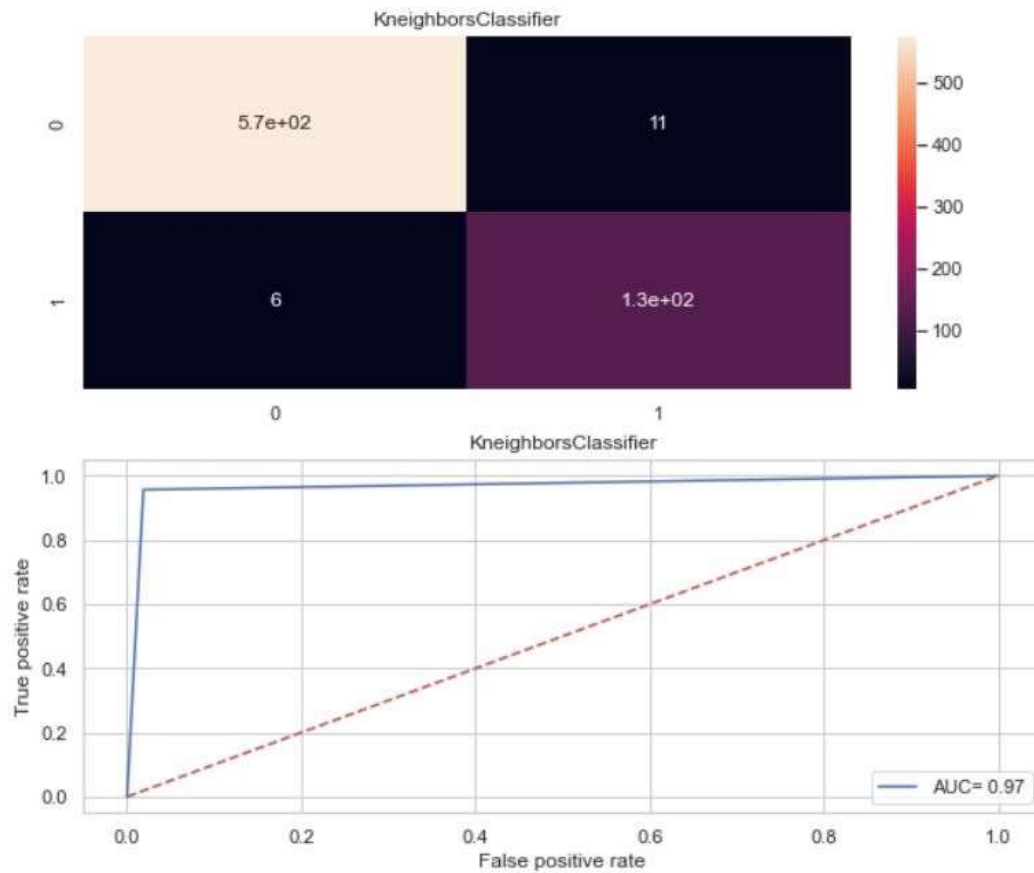 KneighborsClassifier
0
5.7e+02 11
1
6 1.3e+02
0 1
500
400
300
200
100
KneighborsClassifier
True positive rate
1.0
0.8
0.6
0.4
0.2
0.0
AUC= 0.97
0.0 0.2 0.4 0.6 0.8 1.0
False positive rate